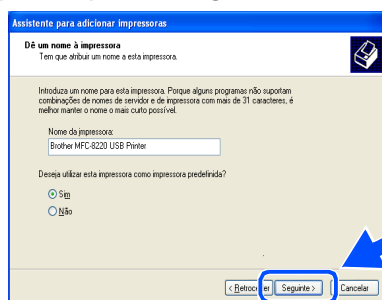 Assistente para adicionar impressoras
Dê um nome à impressora
Tem que atribuir um nome a esta impressora.
Introduza um nome para esta impressora. Porque alguns programas não suportam
combinações de nomes de servidor e de impressora com mais de 31 caracteres, é
melhor manter o nome o mais curto possível.
Nome da impressora:
Brother MFC-8220 USB Printer
Deseja utilizar esta impressora como impressora predefinida?
Sim
Não
< Retroceder Seguinte > Cancelar